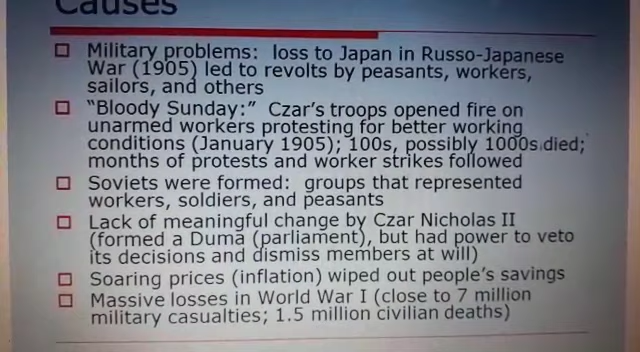 Causes
Military problems: loss to Japan in Russo-Japanese
War (1905) led to revolts by peasants, workers,
sailors, and others
“Bloody Sunday:” Czar’s troops opened fire on
unarmed workers protesting for better working
conditions (January 1905); 100s, possibly 1000s died;
months of protests and worker strikes followed
Soviets were formed: groups that represented
workers, soldiers, and peasants
Lack of meaningful change by Czar Nicholas II
(formed a Duma (parliament), but had power to veto
its decisions and dismiss members at will)
Soaring prices (inflation) wiped out people’s savings
Massive losses in World War I (close to 7 million
military casualties; 1.5 million civilian deaths)